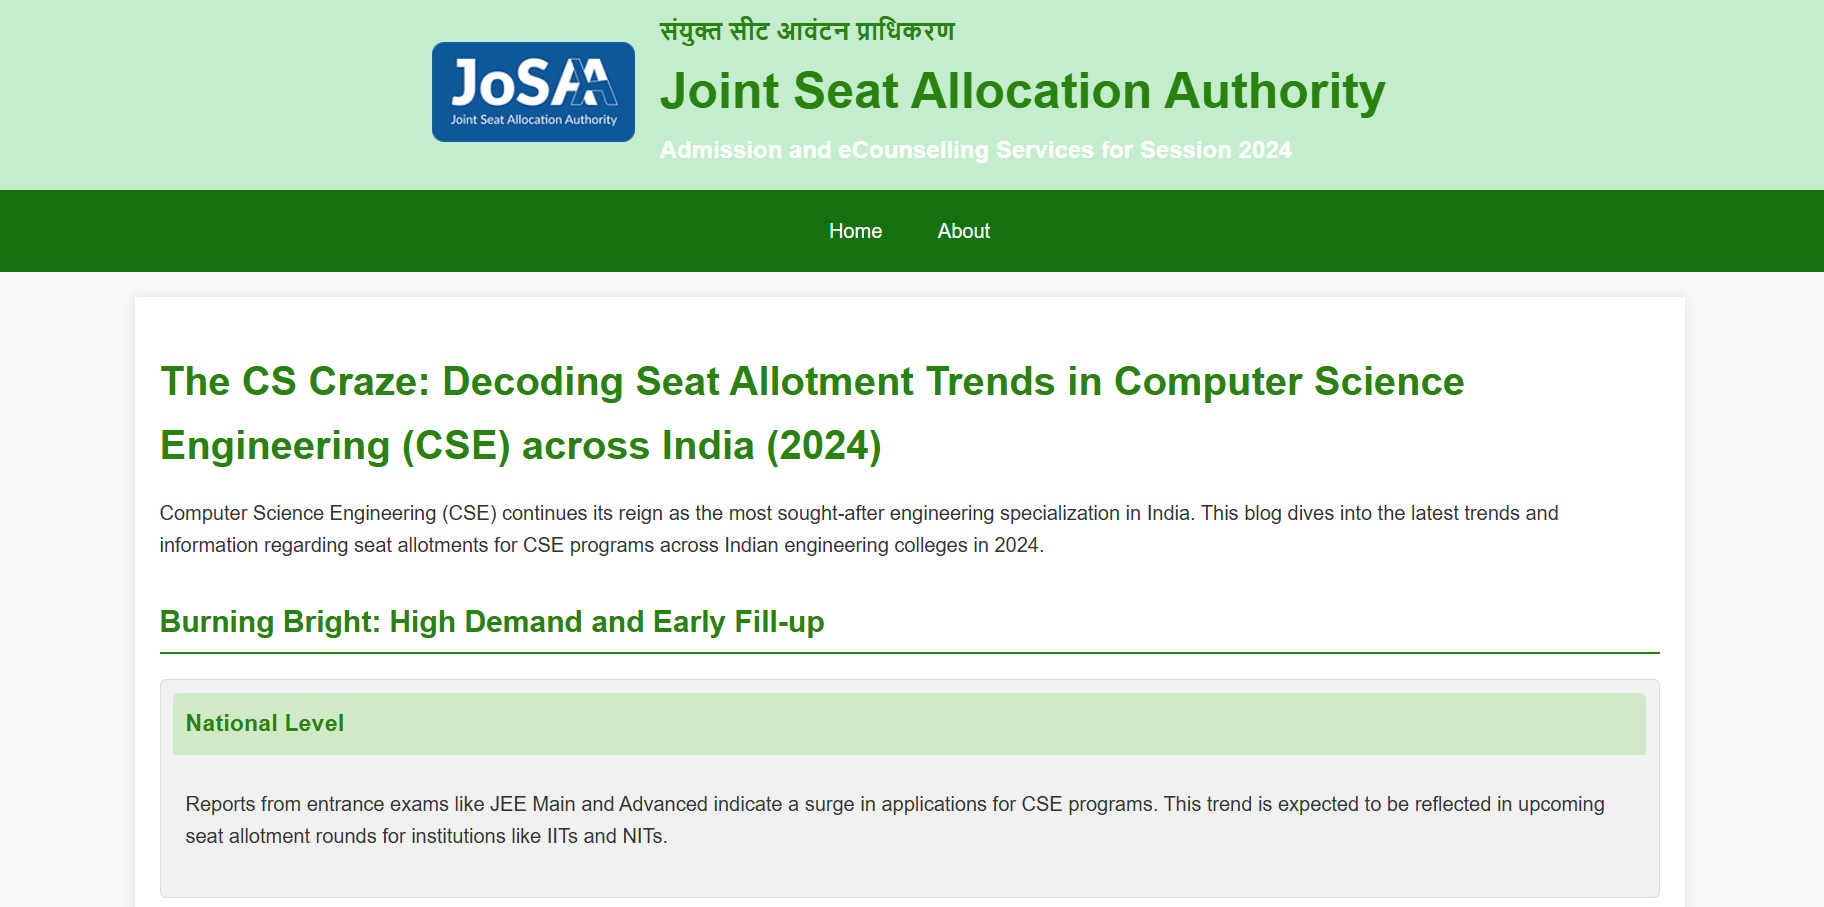 संयुक्त सीट आवंटन प्राधिकरण
JoSAA
Joint Seat Allocation Authority
Joint Seat Allocation Authority
Admission and eCounselling Services for Session 2024
Home About
The CS Craze: Decoding Seat Allotment Trends in Computer Science
Engineering (CSE) across India (2024)
Computer Science Engineering (CSE) continues its reign as the most sought-after engineering specialization in India. This blog dives into the latest trends and
information regarding seat allotments for CSE programs across Indian engineering colleges in 2024.
Burning Bright: High Demand and Early Fill-up
National Level
Reports from entrance exams like JEE Main and Advanced indicate a surge in applications for CSE programs. This trend is expected to be reflected in upcoming
seat allotment rounds for institutions like IITs and NITs.